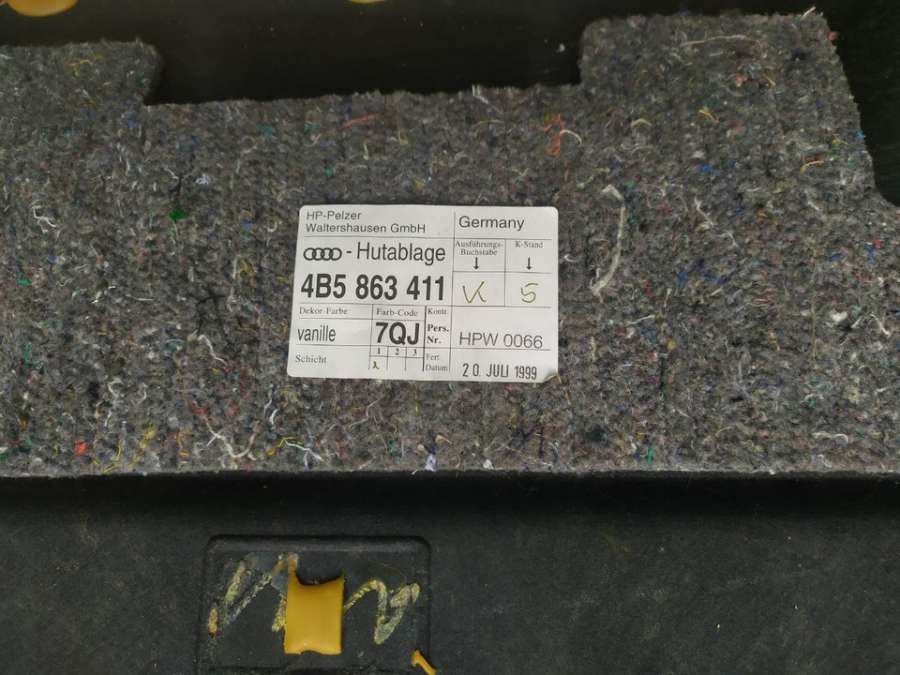 HP-Pelzer
Waltershausen GmbH
Germany
-Hutablage
Ausführungs-
Buchstabe
K-Stand
4B5 863 411
5
Dekor-Farbe
Farb-Code
Kontr.
vanille
7QJ
Pers.
Nr.
HPW 0066
Schicht
1 2 3
Fert.
Datum
20. JULI 1999